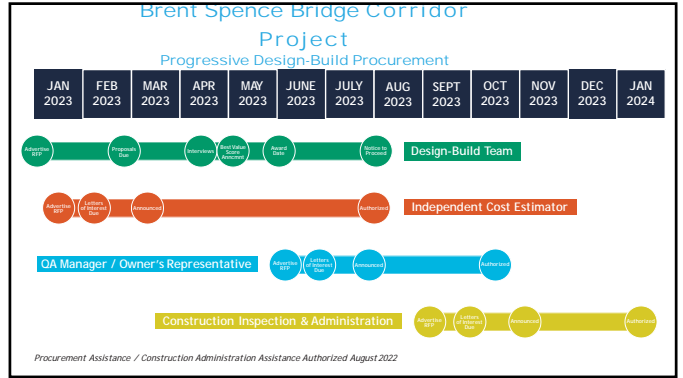 Brent Spence Bridge Corridor
Project
Progressive Design-Build Procurement
JAN FEB MAR APR MAY JUNE JULY AUG SEPT OCT NOV DEC JAN
2023 2023 2023 2023 2023 2023 2023 2023 2023 2023 2023 2023 2024
Advertise
RFP
Proposals
Due
Interviews
Best Value
Score
Anncmnt
Award
Date
Notice to
Proceed
Design-Build Team
Advertise
RFP
Letters
of Interest
Due
Announced
Authorized
Independent Cost Estimator
QA Manager / Owner's Representative
Advertise
RFP
Letters
of Interest
Due
Announced
Authorized
Construction Inspection & Administration
Advertise
RFP
Letters
of Interest
Due
Announced
Authorized
Procurement Assistance / Construction Administration Assistance Authorized August 2022